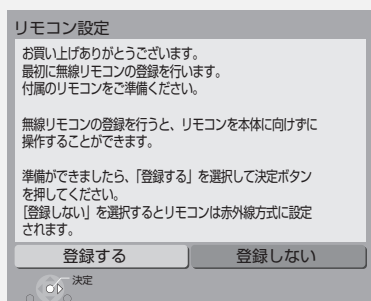 リモコン設定
お買い上げありがとうございます。
最初に無線リモコンの登録を行います。
付属のリモコンをご準備ください。
無線リモコンの登録を行うと、リモコンを本体に向けずに
操作することができます。
準備ができましたら、「登録する」を選択して決定ボタン
を押してください。
「登録しない」を選択するとリモコンは赤外線方式に設定
されます。
登録する 登録しない
決定